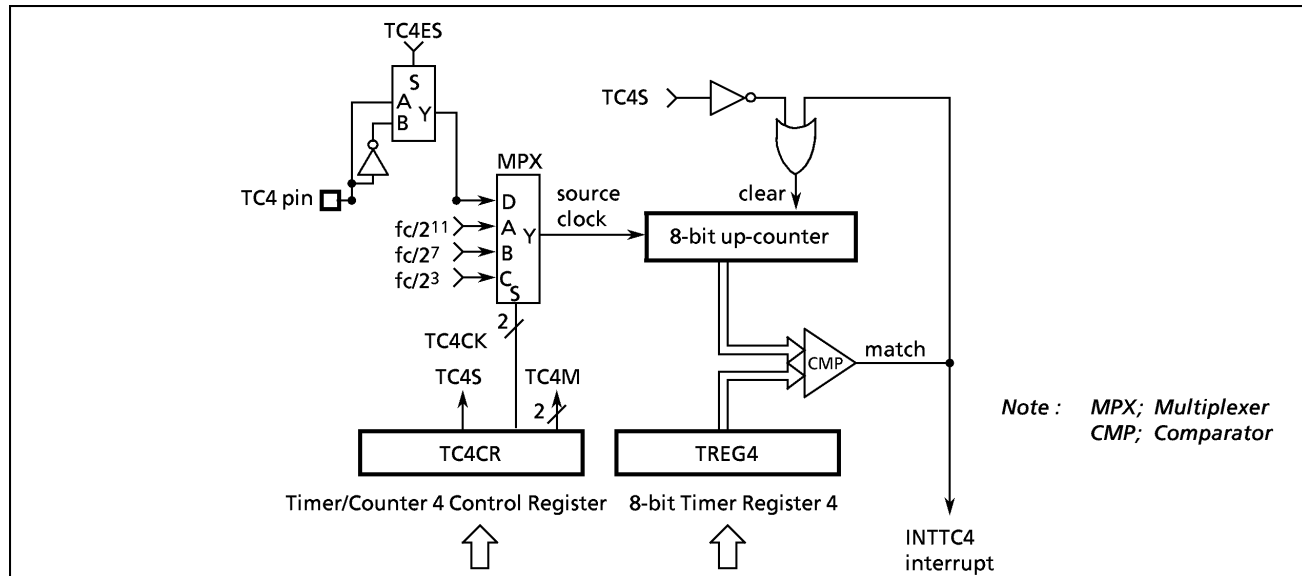 TC4ES
S
A
Y
B
TC4 pin
TC4S
MPX
D
fc/2¹¹
A
Y
fc/2⁷
B
fc/2³
C
S
source
clock
clear
8-bit up-counter
2
TC4CK
TC4S
TC4M
2
CMP
match
TC4CR
TREG4
Timer/Counter 4 Control Register
8-bit Timer Register 4
Note : MPX; Multiplexer
CMP; Comparator
INTTC4
interrupt